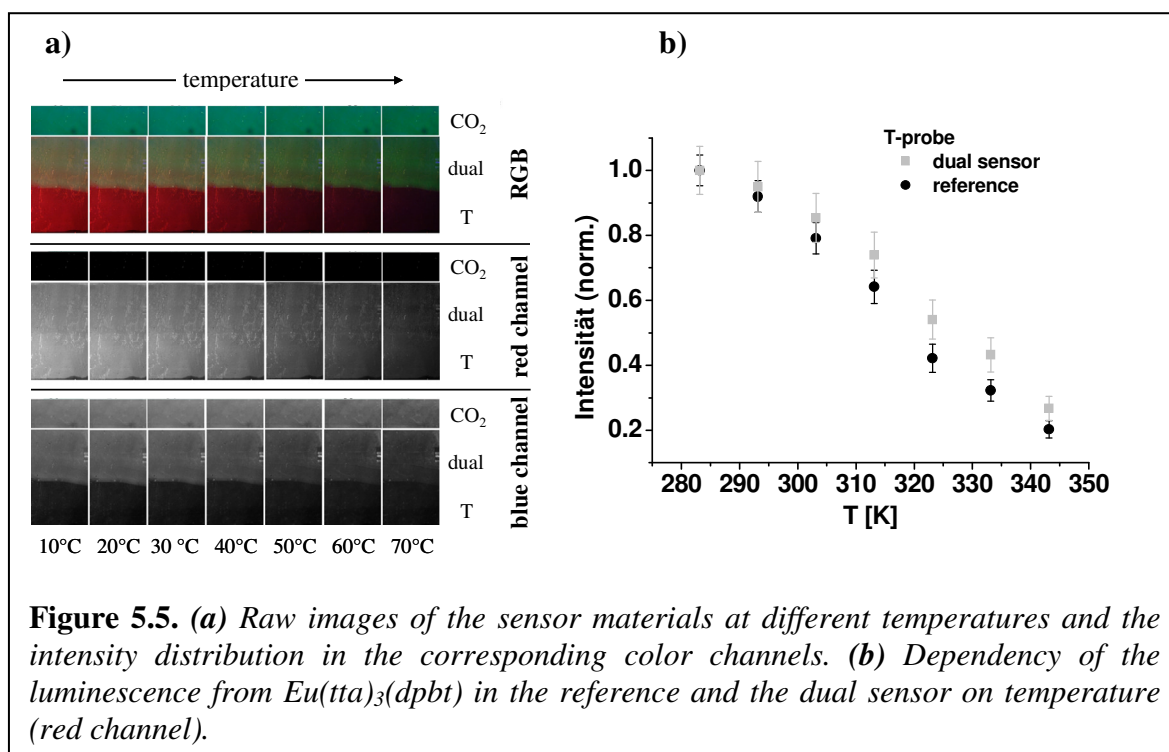 a)
temperature
CO2
dual
T
RGB
CO2
dual
T
red channel
CO2
dual
T
blue channel
10°C 20°C 30 °C 40°C 50°C 60°C 70°C
b)
T-probe
dual sensor
reference
Intensität (norm.)
1.0
0.8
0.6
0.4
0.2
280 290 300 310 320 330 340 350
T [K]
Figure 5.5. (a) Raw images of the sensor materials at different temperatures and the
intensity distribution in the corresponding color channels. (b) Dependency of the
luminescence from Eu(tta)3(dpbt) in the reference and the dual sensor on temperature
(red channel).